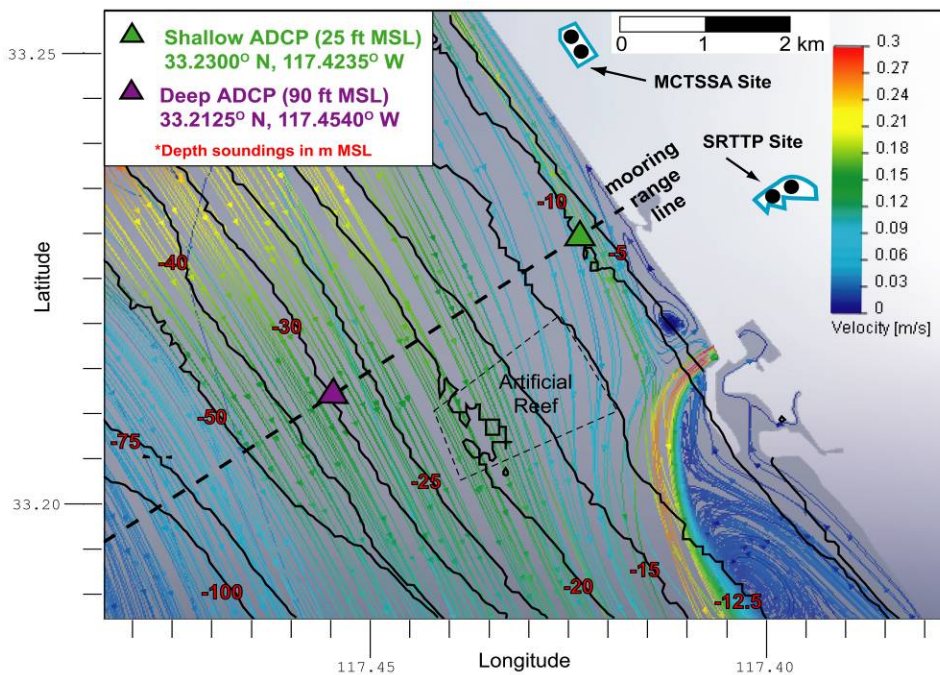 Shallow ADCP (25 ft MSL)
33.2300° N, 117.4235° W
Deep ADCP (90 ft MSL)
33.2125° N, 117.4540° W
*Depth soundings in m MSL
0
1
2 km
MCTSSA Site
SRTTP Site
mooring
range
line
0.3
0.27
0.24
0.21
0.18
0.15
0.12
0.09
0.06
0.03
0
Velocity [m/s]
33.25
33.20
Latitude
-10
-5
-40
-30
-50
-75
-25
-100
-20
-15
-12.5
Artificial
Reef
117.45
117.40
Longitude